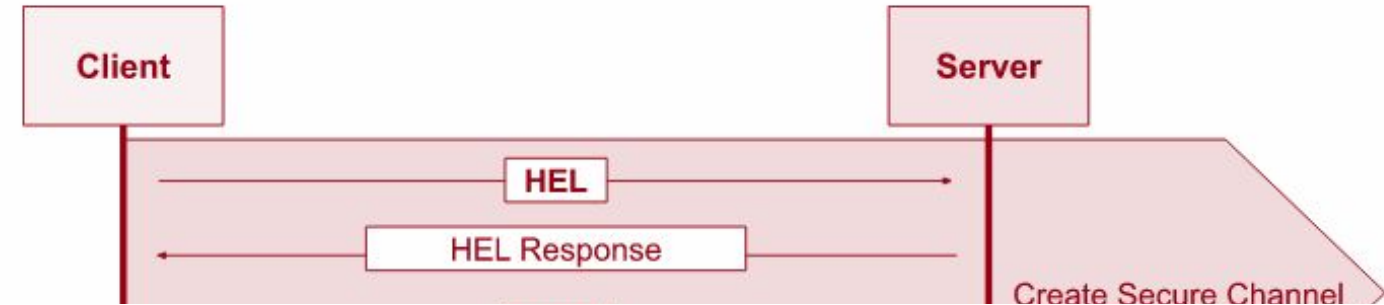 Client
Server
HEL
HEL Response
Create Secure Channel